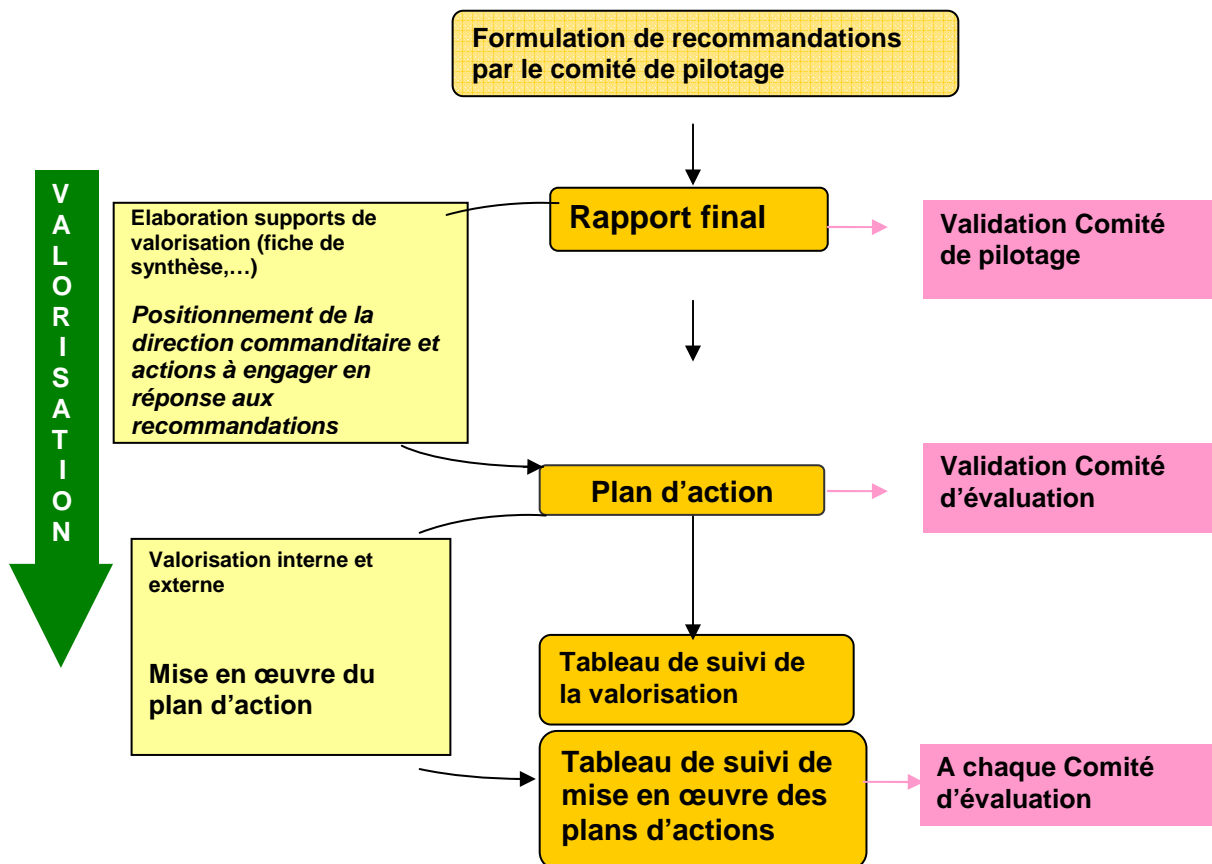 Formulation de recommandations
par le comité de pilotage
VALORISATION
Elaboration supports de
valorisation (fiche de
synthèse,…)
Positionnement de la
direction commanditaire et
actions à engager en
réponse aux
recommandations
Rapport final
Validation Comité
de pilotage
Plan d’action
Validation Comité
d’évaluation
Valorisation interne et
externe
Mise en œuvre du
plan d’action
Tableau de suivi de
la valorisation
Tableau de suivi de
mise en œuvre des
plans d’actions
A chaque Comité
d’évaluation